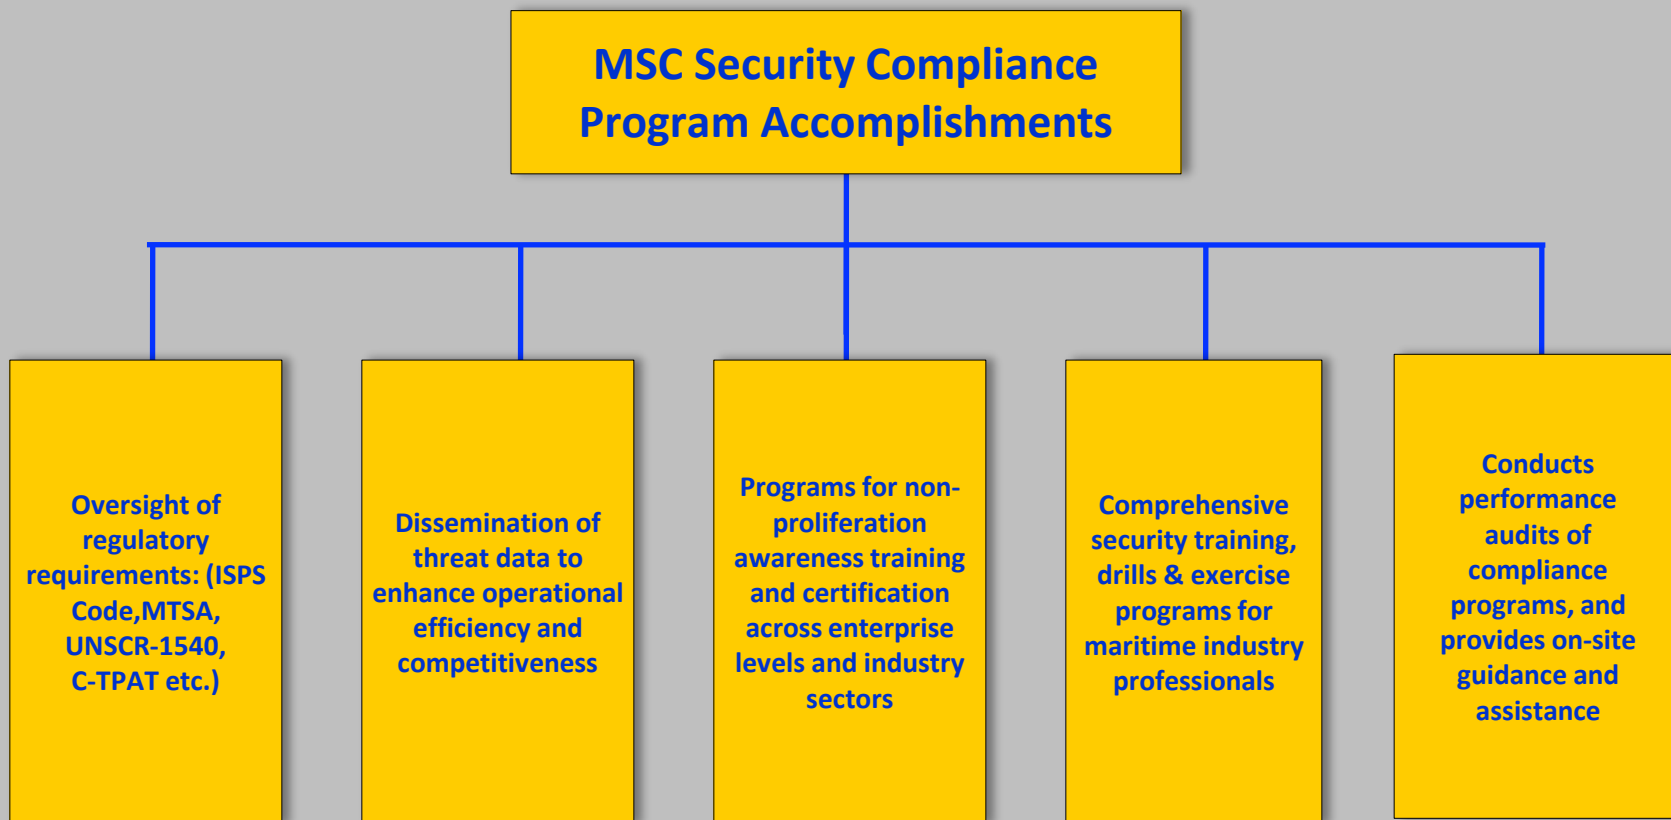 MSC Security Compliance
Program Accomplishments
Oversight of
regulatory
requirements: (ISPS
Code,MTSA,
UNSCR-1540,
C-TPAT etc.)
Dissemination of
threat data to
enhance operational
efficiency and
competitiveness
Programs for non-
proliferation
awareness training
and certification
across enterprise
levels and industry
sectors
Comprehensive
security training,
drills & exercise
programs for
maritime industry
professionals
Conducts
performance
audits of
compliance
programs, and
provides on-site
guidance and
assistance